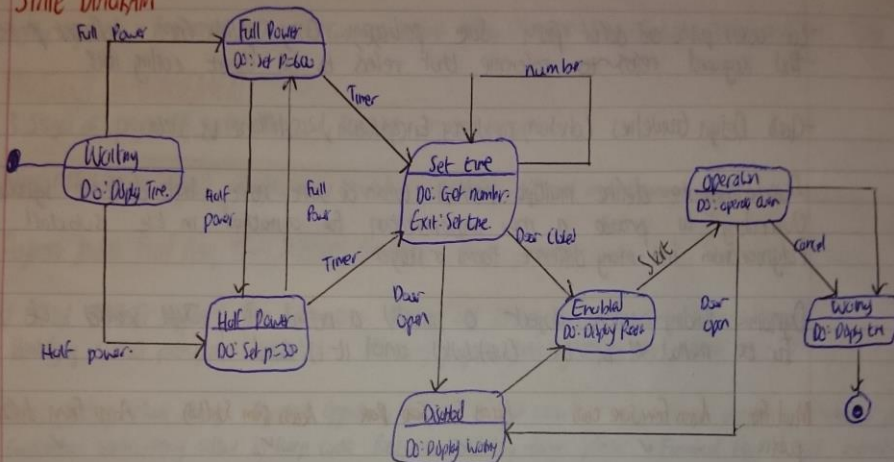 STATE DIAGRAM
Full Power
Full Power
Do: Set P=600
number
Timer
Waiting
Do: Display Time.
Half
power
Full
Power
Set time
Do: Get number.
Exit: Set time
Operation
Do: operate oven
Door closed
Start
Cancel
Timer
Door
open
Door
open
Half Power
Do: Set p=300
Half power.
Enabled
Do: Display Ready
Waiting
Do: Display time
Disabled
Do: Display Waiting